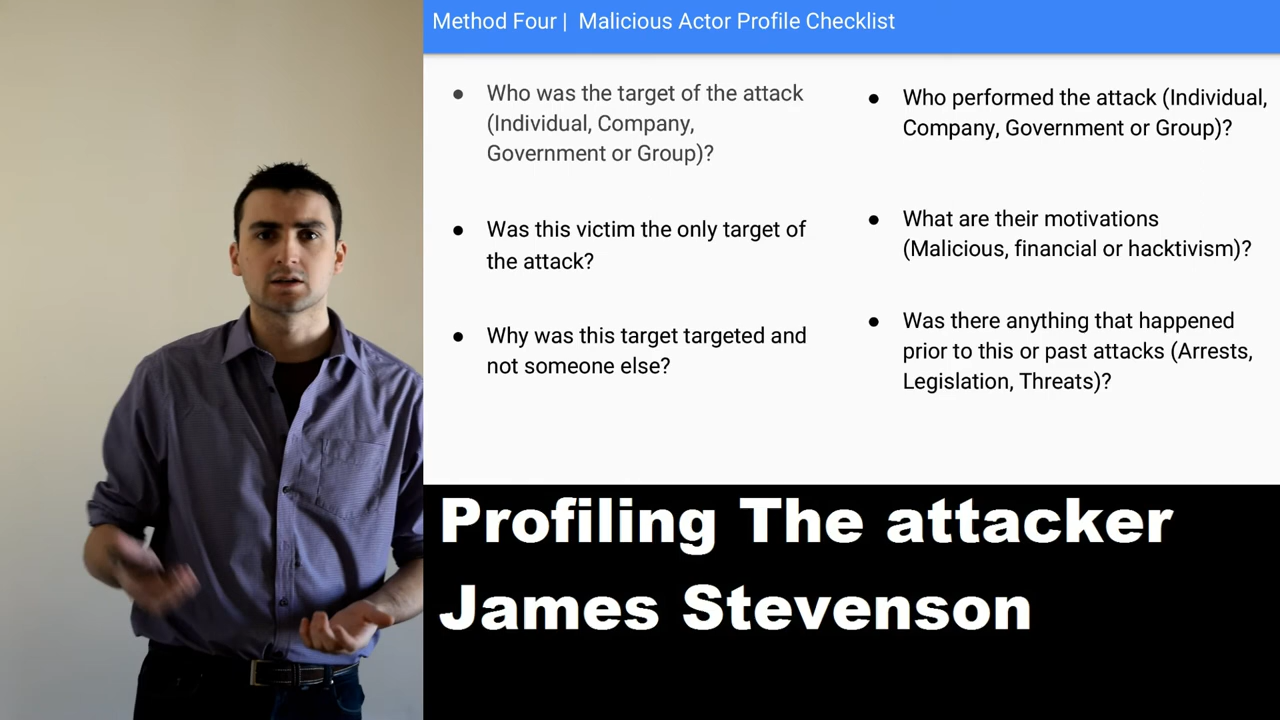 Method Four | Malicious Actor Profile Checklist
● Who was the target of the attack
(Individual, Company,
Government or Group)?
● Was this victim the only target of
the attack?
● Why was this target targeted and
not someone else?
● Who performed the attack (Individual,
Company, Government or Group)?
● What are their motivations
(Malicious, financial or hacktivism)?
● Was there anything that happened
prior to this or past attacks (Arrests,
Legislation, Threats)?
Profiling The attacker
James Stevenson